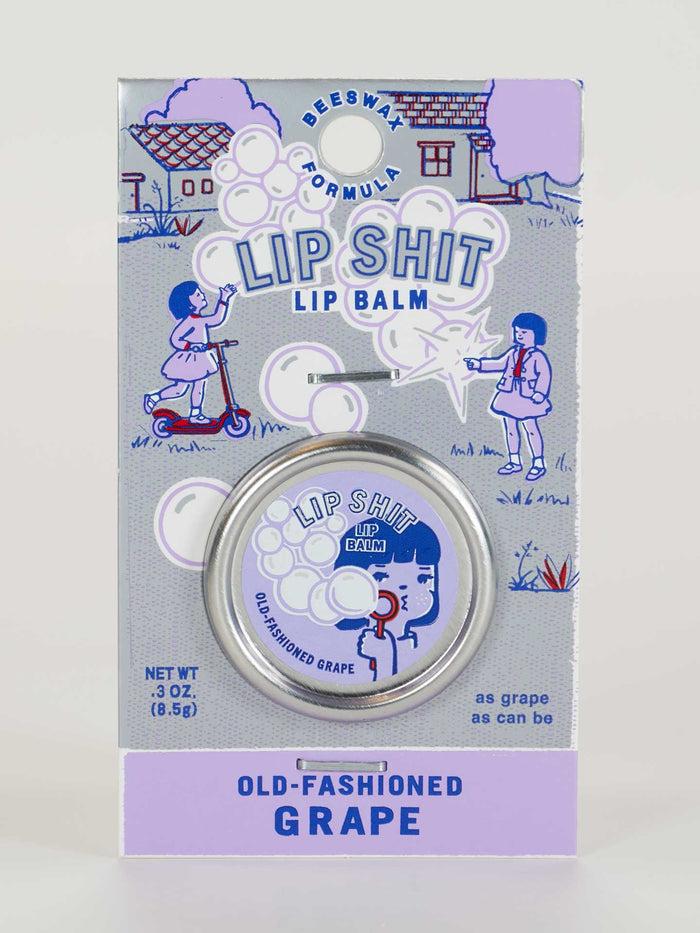 BEESWAX
FORMULA
LIP SHIT
LIP BALM
LIP SHIT
LIP
BALM
OLD-FASHIONED GRAPE
NET WT
.3 OZ.
(8.5g)
as grape
as can be
OLD-FASHIONED
GRAPE